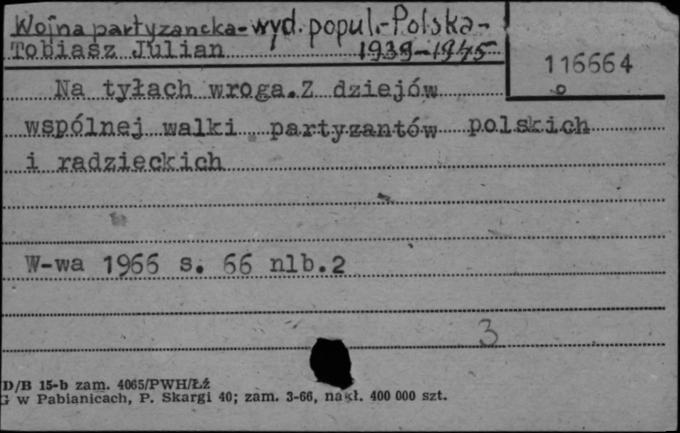 Wojna partyzancka-wyd. popul.-Polska-
Tobiasz Julian 1939-1945
116664
Na tyłach wroga.Z dziejów
wspólnej walki partyzantów polskich
i radzieckich
W-wa 1966 s. 66 nlb.2
3
D/B 15-b zam. 4065/PWH/Łź
G w Pabianicach, P. Skargi 40; zam. 3-66, nakł. 400 000 szt.